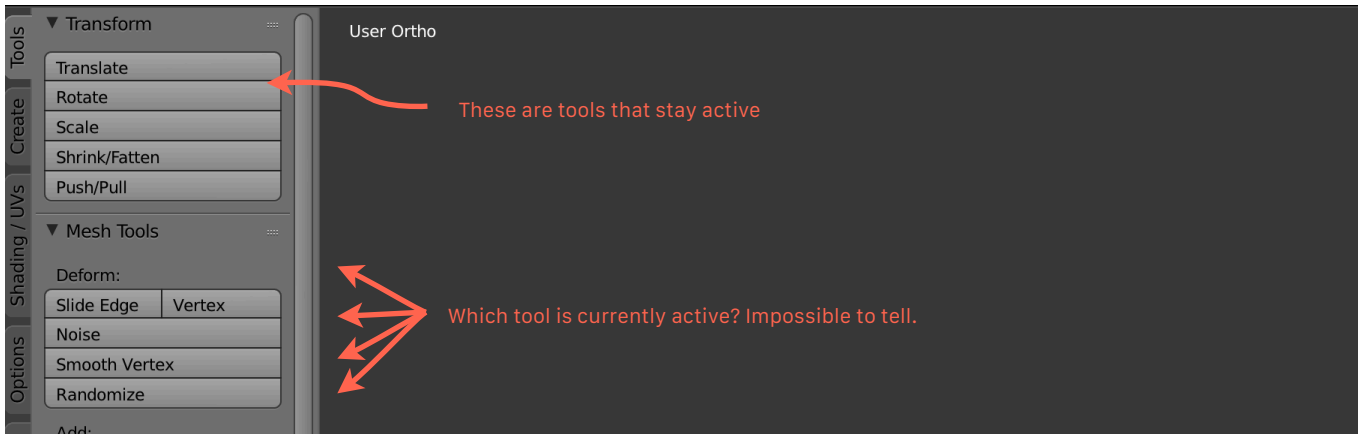 Tools
Create
Shading / UVs
Options
Transform
Translate
Rotate
Scale
Shrink/Fatten
Push/Pull
Mesh Tools
Deform:
Slide Edge Vertex
Noise
Smooth Vertex
Randomize
Add:
User Ortho
These are tools that stay active
Which tool is currently active? Impossible to tell.